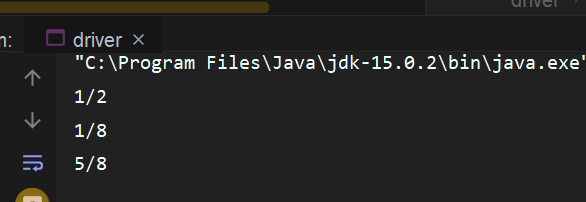 driver
m:
driver ×
"C:\Program Files\Java\jdk-15.0.2\bin\java.exe"
1/2
1/8
5/8